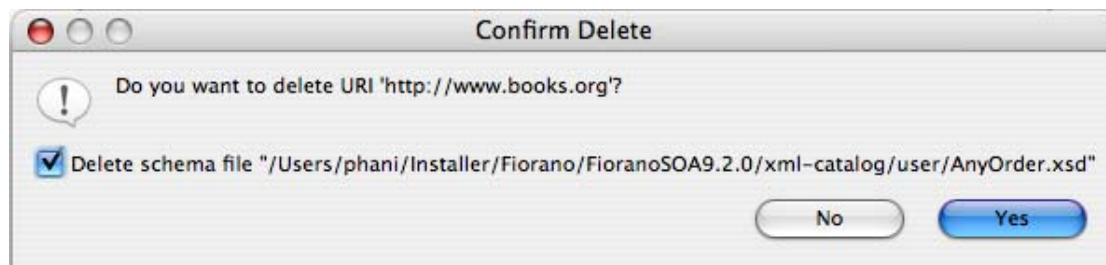 Confirm Delete
Do you want to delete URI 'http://www.books.org'?
Delete schema file "/Users/phani/Installer/Fiorano/FioranoSOA9.2.0/xml-catalog/user/AnyOrder.xsd"
No Yes